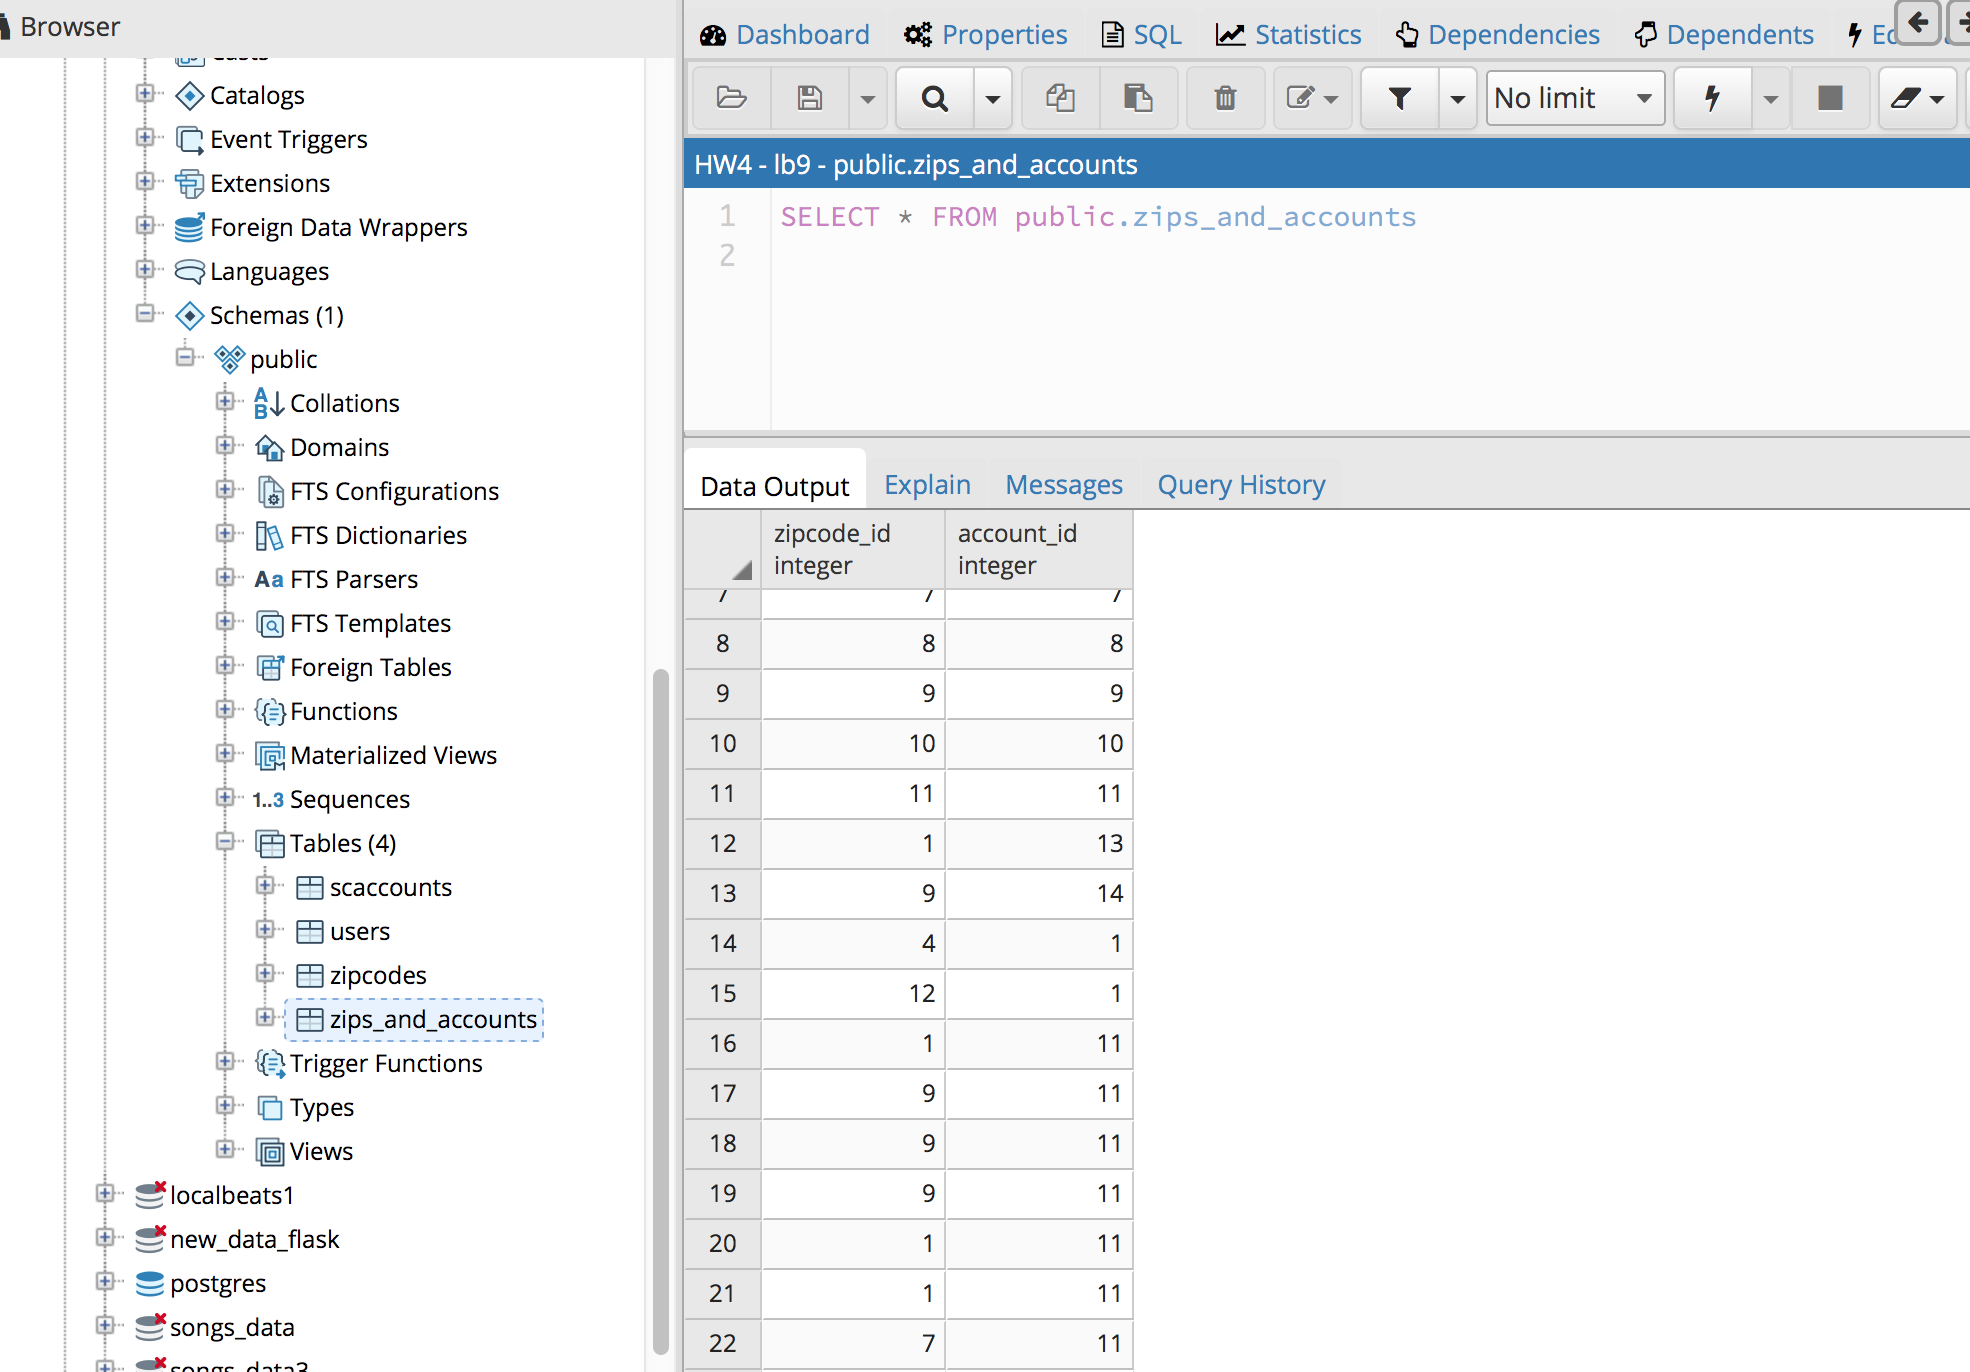 Browser
Catalogs
Event Triggers
Extensions
Foreign Data Wrappers
Languages
Schemas (1)
public
Collations
Domains
FTS Configurations
FTS Dictionaries
Aa FTS Parsers
FTS Templates
Foreign Tables
Functions
Materialized Views
1..3 Sequences
Tables (4)
scaccounts
users
zipcodes
zips_and_accounts
Trigger Functions
Types
Views
localbeats1
new_data_flask
postgres
songs_data
songs_data3
Dashboard Properties SQL Statistics Dependencies Dependents
No limit
HW4 - lb9 - public.zips_and_accounts
1 SELECT * FROM public.zips_and_accounts
2
Data Output Explain Messages Query History
zipcode_id account_id
integer integer
7 7 7
8 8 8
9 9 9
10 10 10
11 11 11
12 1 13
13 9 14
14 4 1
15 12 1
16 1 11
17 9 11
18 9 11
19 9 11
20 1 11
21 1 11
22 7 11